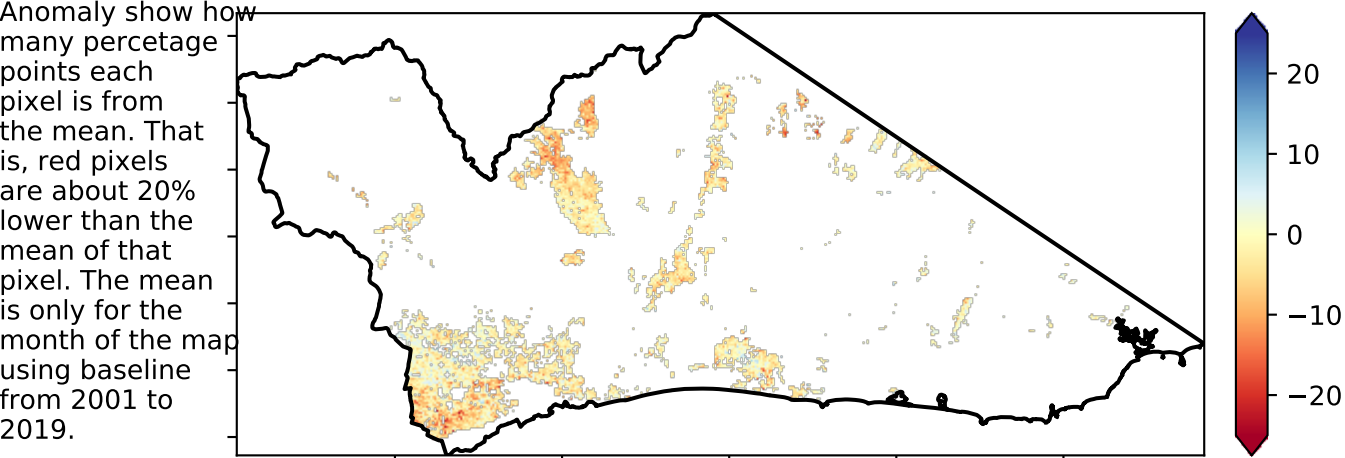 Anomaly show how
many percetage
points each
pixel is from
the mean. That
is, red pixels
are about 20%
lower than the
mean of that
pixel. The mean
is only for the
month of the map
using baseline
from 2001 to
2019.
20
10
0
−10
−20